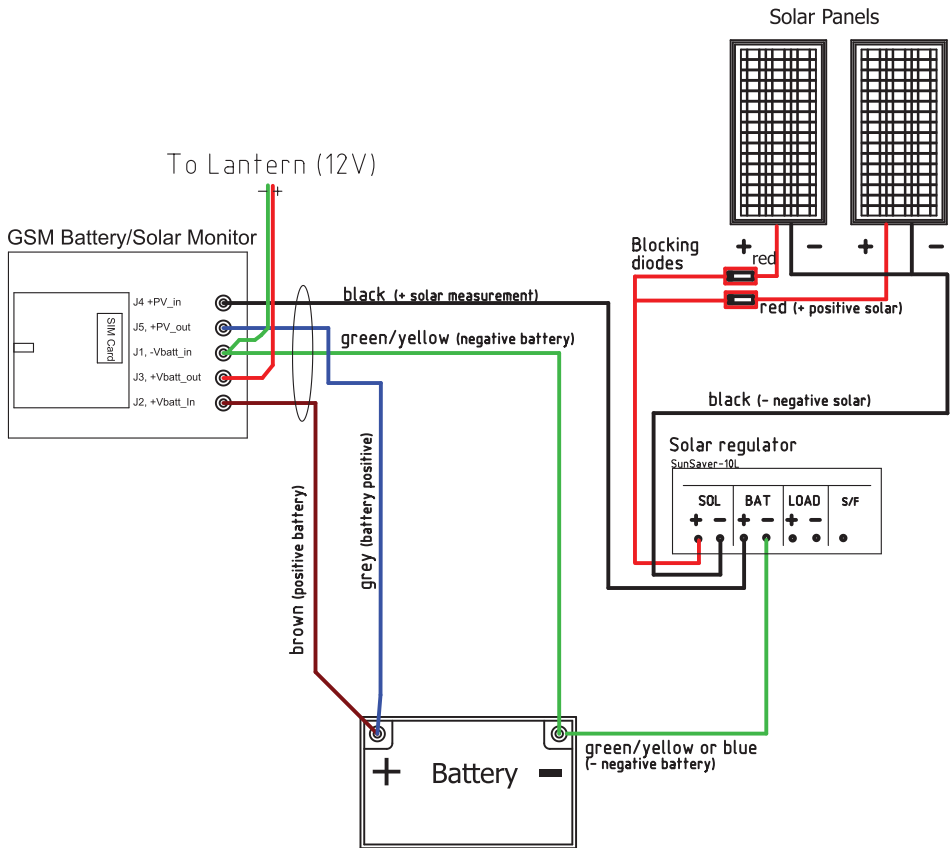 Solar Panels
To Lantern (12V)
- +
GSM Battery/Solar Monitor
+ - + -
Blocking
diodes
red
J4 +PV_in
black (+ solar measurement)
red (+ positive solar)
J5, +PV_out
SIM Card
green/yellow (negative battery)
J1, -Vbatt_in
J3, +Vbatt_out
J2, +Vbatt_In
black (- negative solar)
Solar regulator
SunSaver-10L
SOL BAT LOAD S/F
+ - + - + -
grey (battery positive)
brown (positive battery)
green/yellow or blue
(- negative battery)
+ Battery -